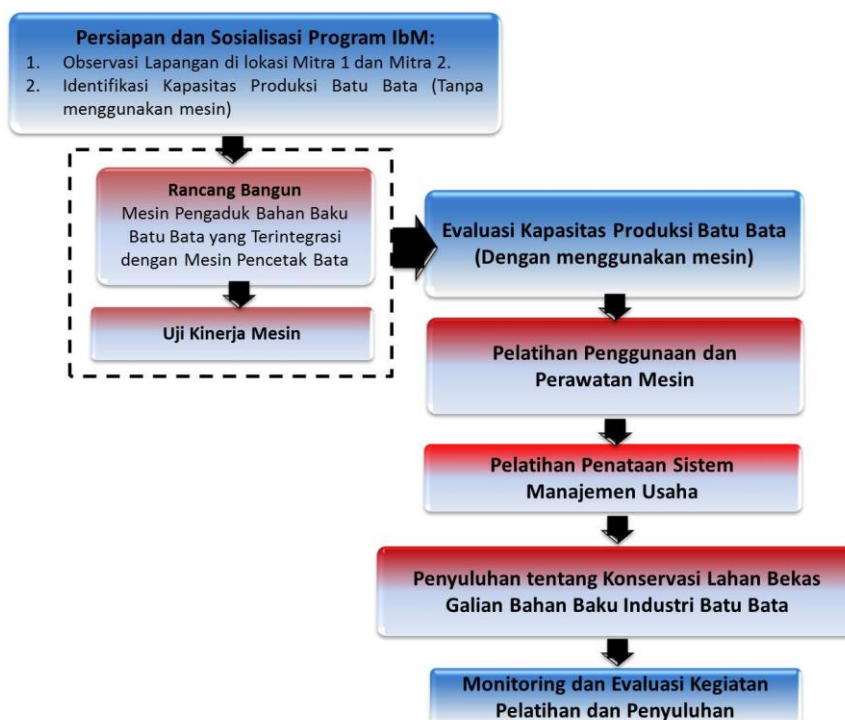 Persiapan dan Sosialisasi Program IbM:
1. Observasi Lapangan di lokasi Mitra 1 dan Mitra 2.
2. Identifikasi Kapasitas Produksi Batu Bata (Tanpa
menggunakan mesin)
Rancang Bangun
Mesin Pengaduk Bahan Baku
Batu Bata yang Terintegrasi
dengan Mesin Pencetak Bata
Uji Kinerja Mesin
Evaluasi Kapasitas Produksi Batu Bata
(Dengan menggunakan mesin)
Pelatihan Penggunaan dan
Perawatan Mesin
Pelatihan Penataan Sistem
Manajemen Usaha
Penyuluhan tentang Konservasi Lahan Bekas
Galian Bahan Baku Industri Batu Bata
Monitoring dan Evaluasi Kegiatan
Pelatihan dan Penyuluhan